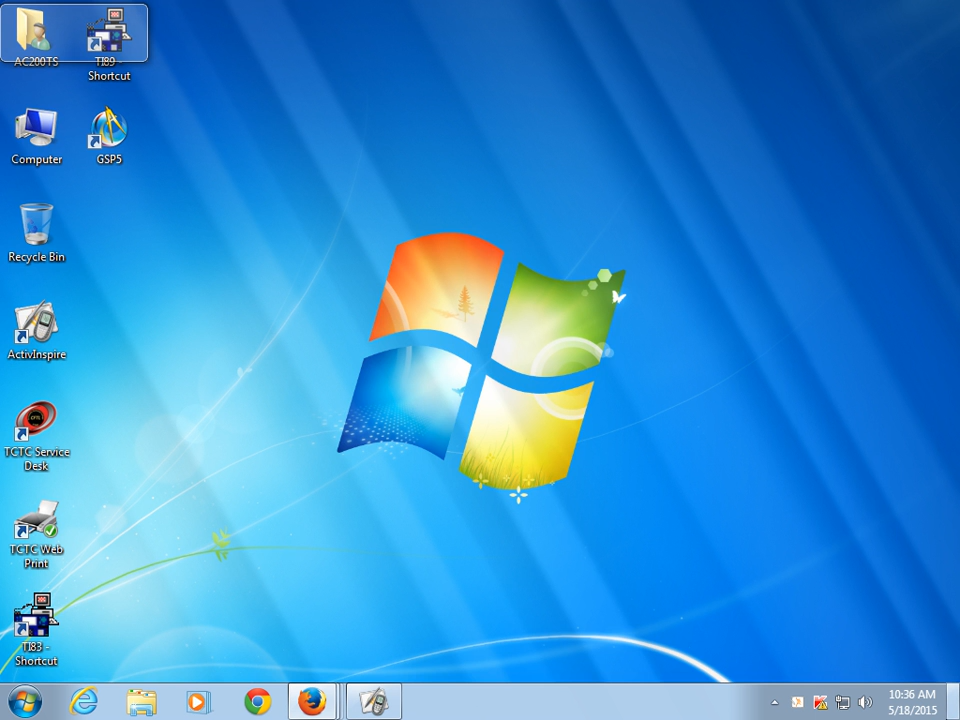 AC200TS
TI89 -
Shortcut
Computer
GSP5
Recycle Bin
ActivInspire
TCTC Service
Desk
TCTC Web
Print
TI83 -
Shortcut
10:36 AM
5/18/2015